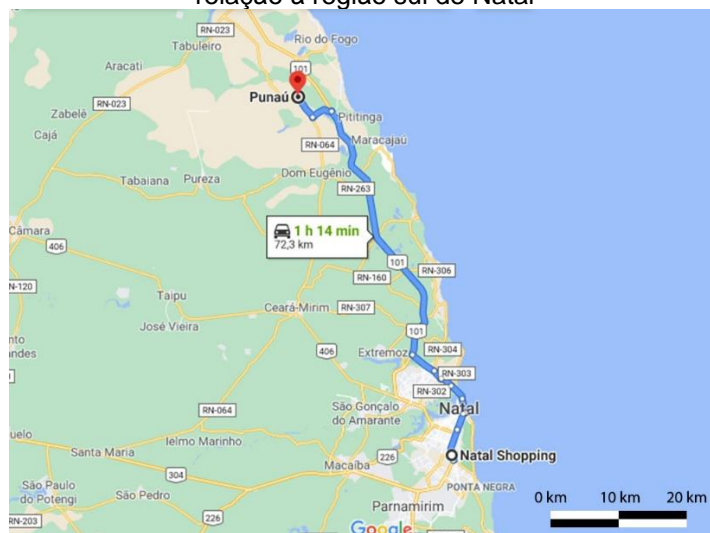 relação à região sul de Natal
RN-023
Rio do Fogo
Tabuleiro
Aracati
101
Punaú
RN-023
Zabelê
Pititinga
Cajá
RN-064
Maracajaú
Dom Eugênio
Tabaiana
Pureza
RN-263
1 h 14 min
72,3 km
Câmara
406
101
RN-306
RN-160
N-120
Taipu
Ceará-Mirim
RN-307
José Vieira
101
nto
andes
406
Extremoz
RN-304
RN-303
RN-302
Natal
RN-064
São Gonçalo
do Amarante
uelo
Ielmo Marinho
Santa Maria
226
Natal Shopping
Macaíba
304
São Paulo
do Potengi
São Pedro
PONTA NEGRA
0 km 10 km 20 km
Parnamirim
RN-203
226
Google